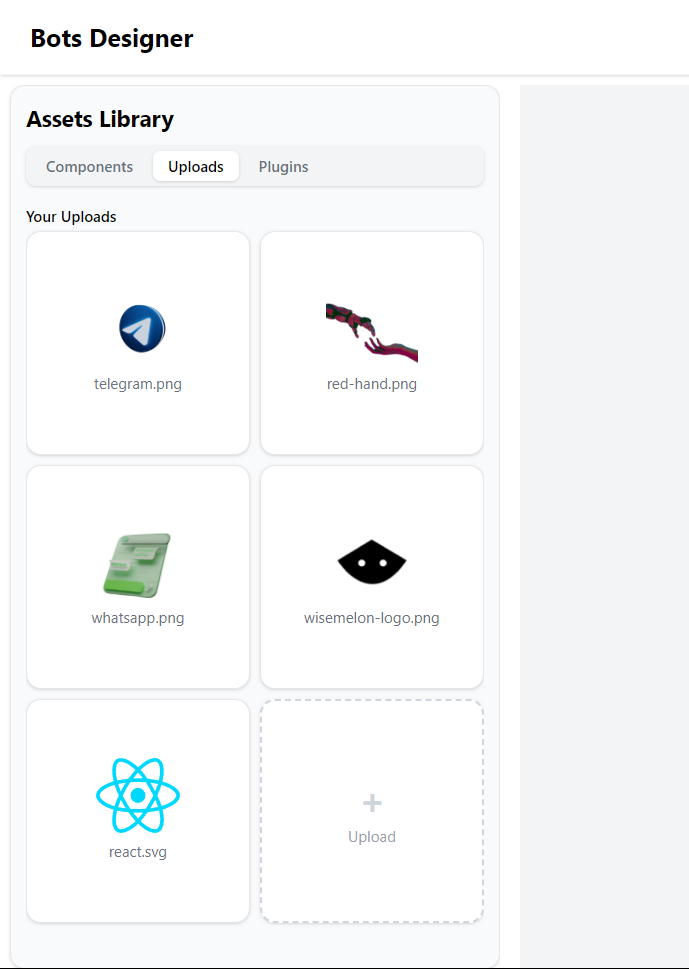 Bots Designer
Assets Library
Components Uploads Plugins
Your Uploads
telegram.png red-hand.png
whatsapp.png wisemelon-logo.png
react.svg
+
Upload